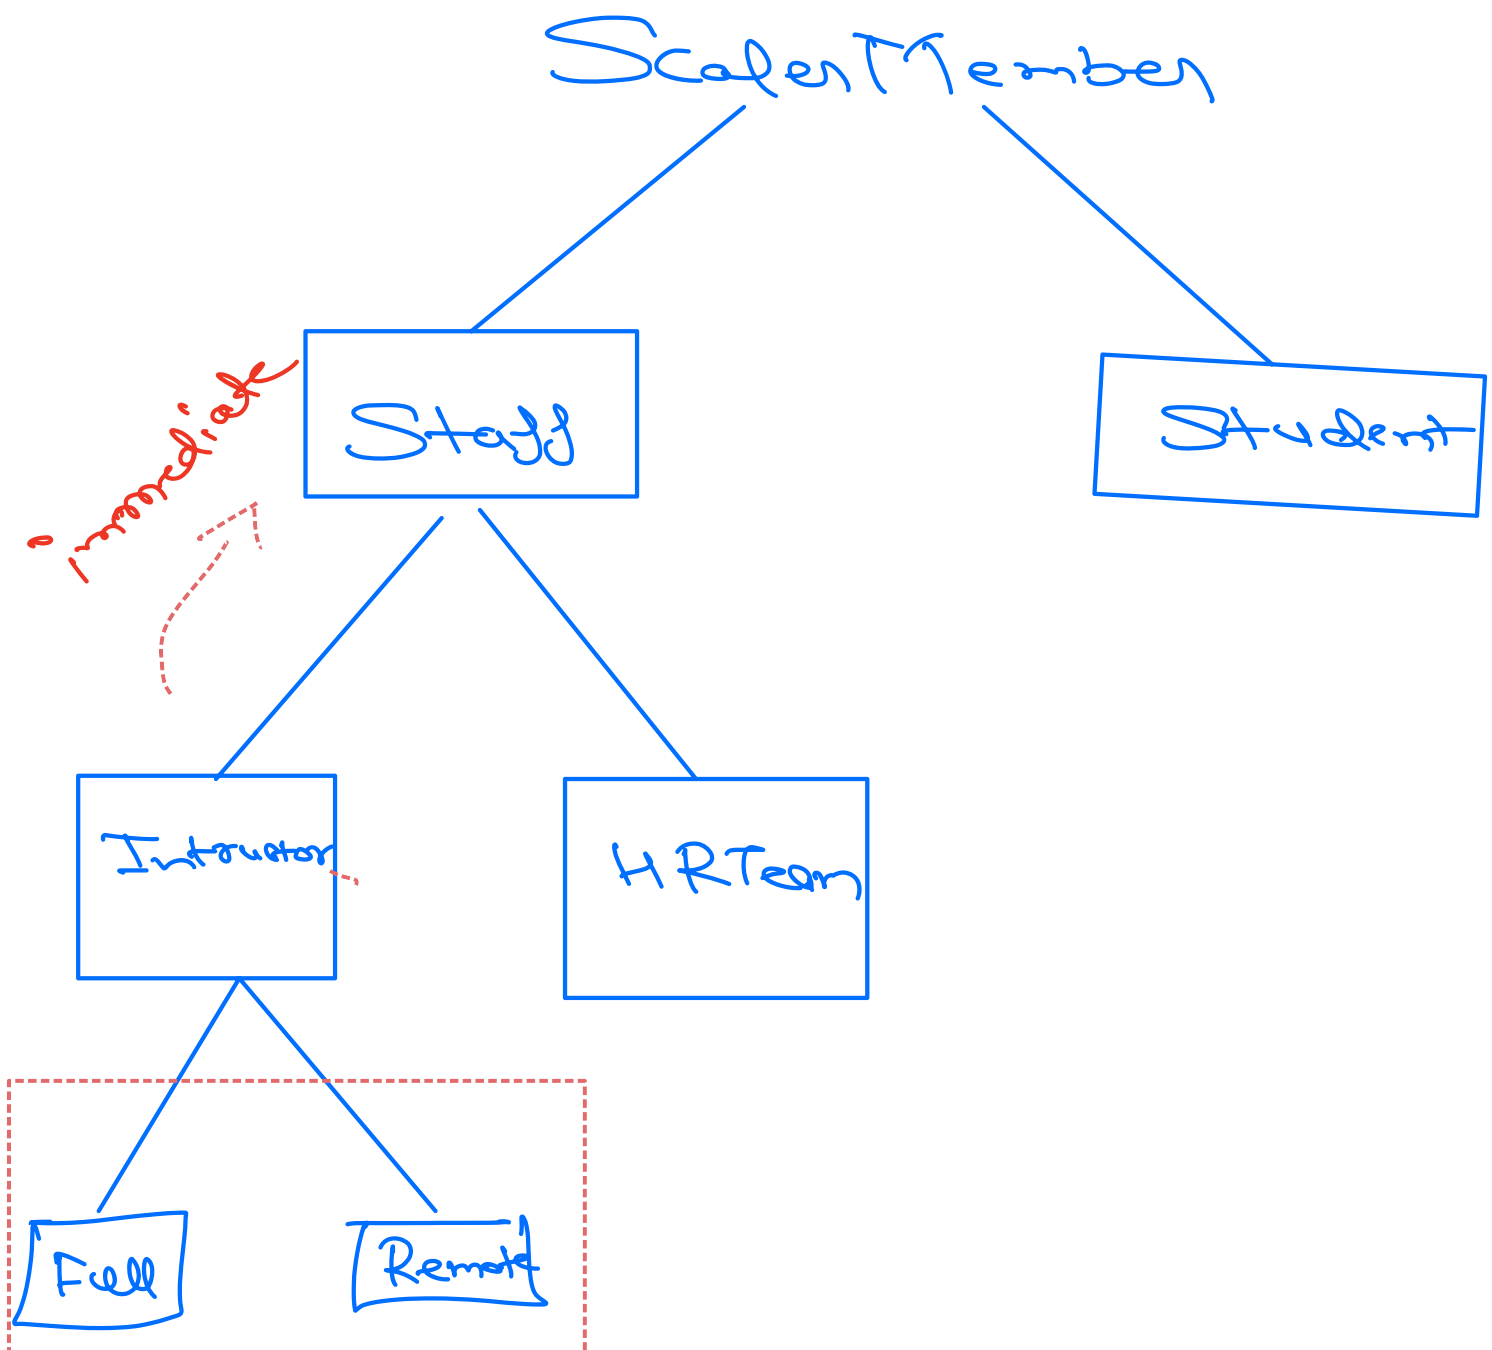 ScalerMember
immediate
Staff
Student
Intructor
HRTeam
Full
Remote